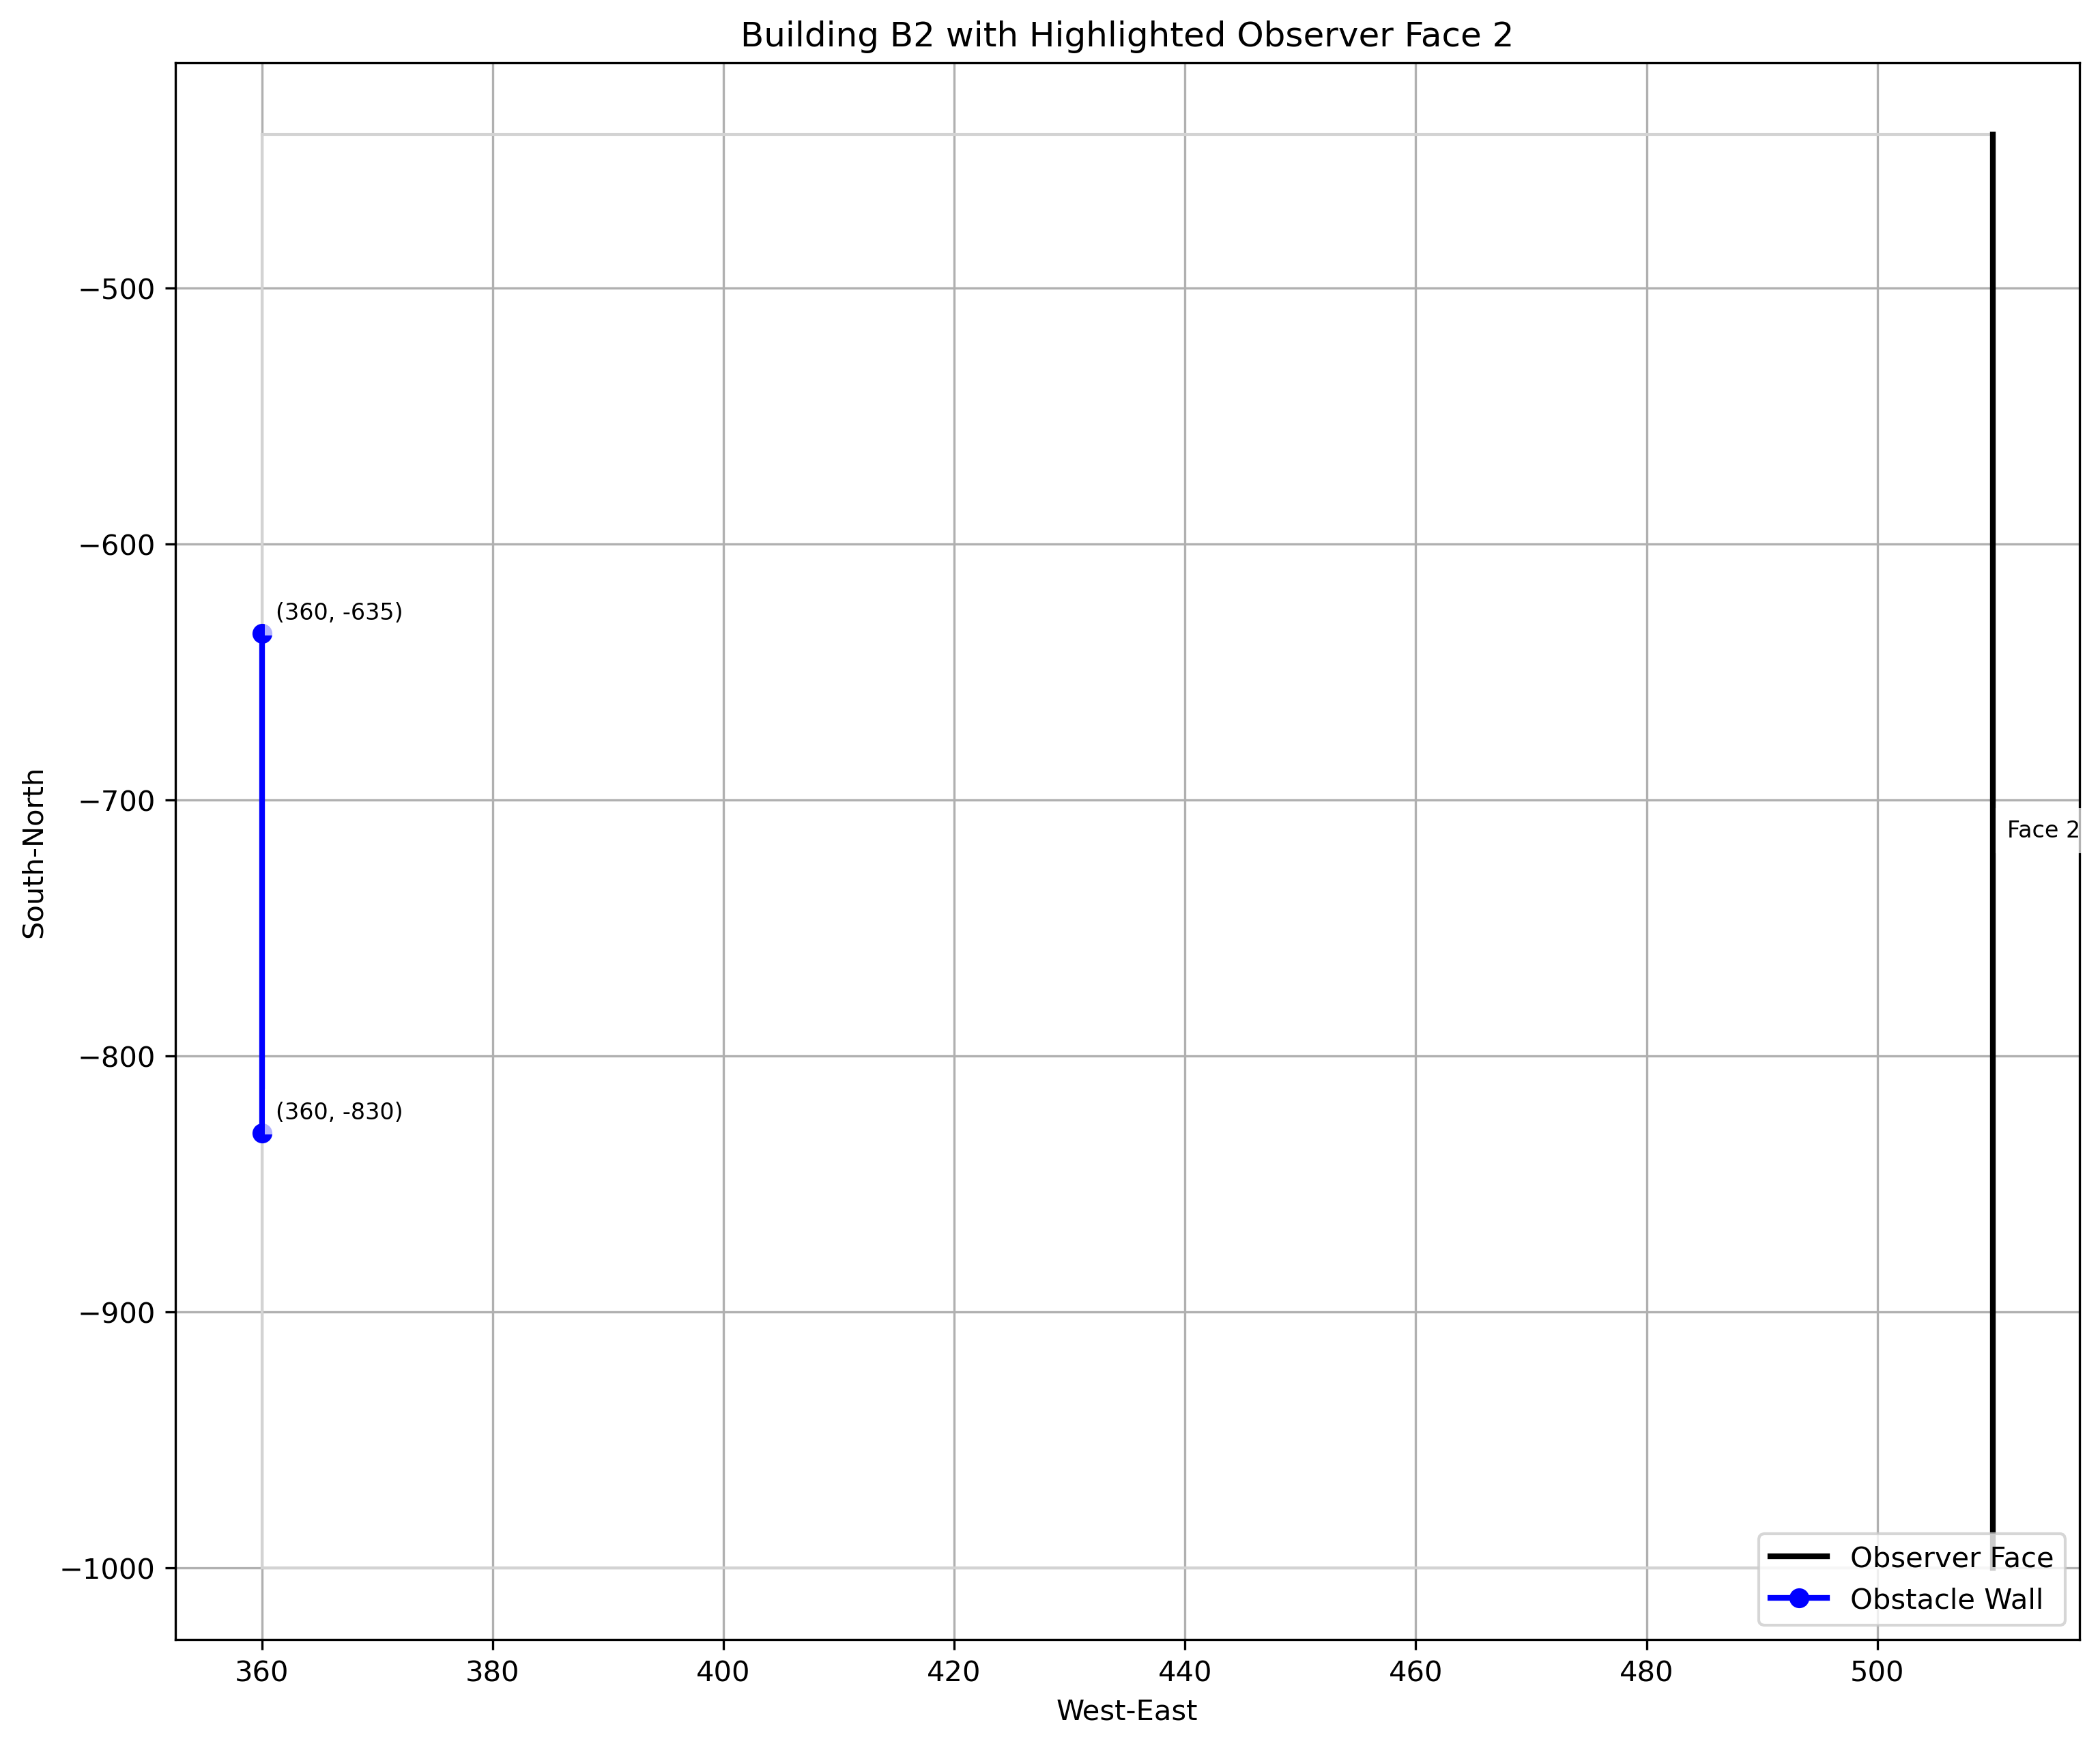 Building B2 with Highlighted Observer Face 2
South-North
−500
−600
−700
−800
−900
−1000
(360, -635)
(360, -830)
Face 2
Observer Face
Obstacle Wall
360
380
400
420
440
460
480
500
West-East